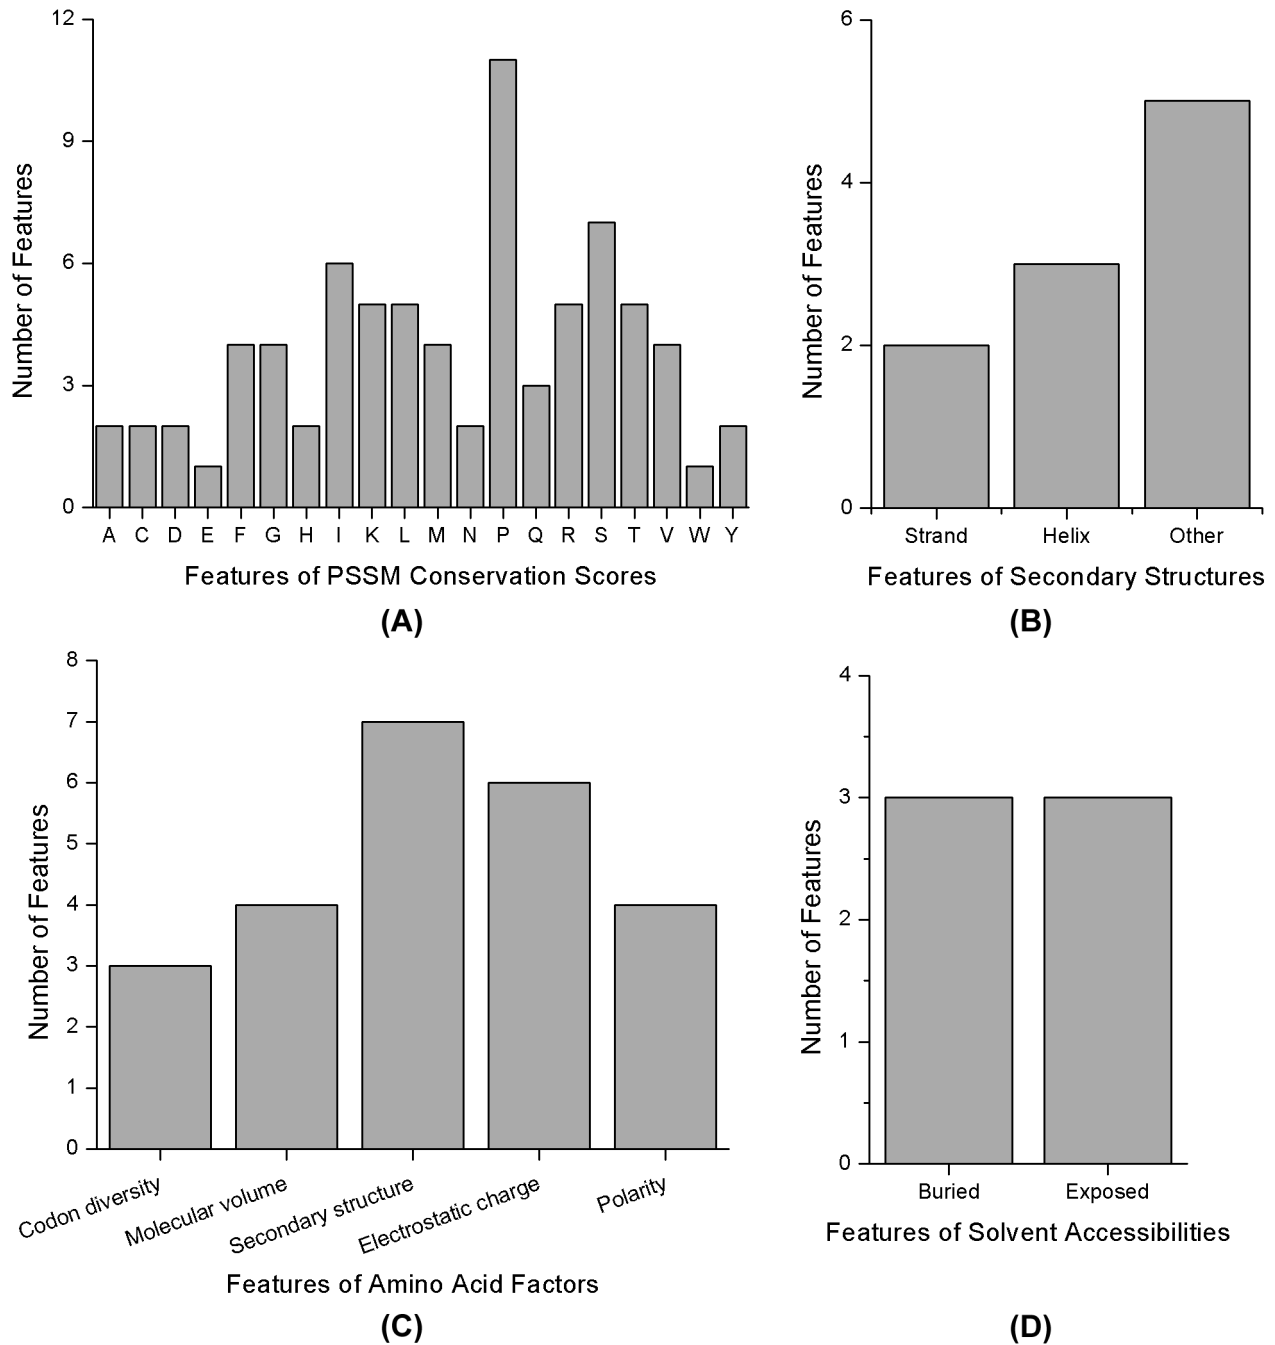 12
9
6
3
0
Number of Features
A C D E F G H I K L M N P Q R S T V W Y
Features of PSSM Conservation Scores
(A)
6
4
2
0
Number of Features
Strand Helix Other
Features of Secondary Structures
(B)
8
7
6
5
4
3
2
1
0
Number of Features
Codon diversity
Molecular volume
Secondary structure
Electrostatic charge
Polarity
Features of Amino Acid Factors
(C)
4
3
2
1
0
Number of Features
Buried Exposed
Features of Solvent Accessibilities
(D)